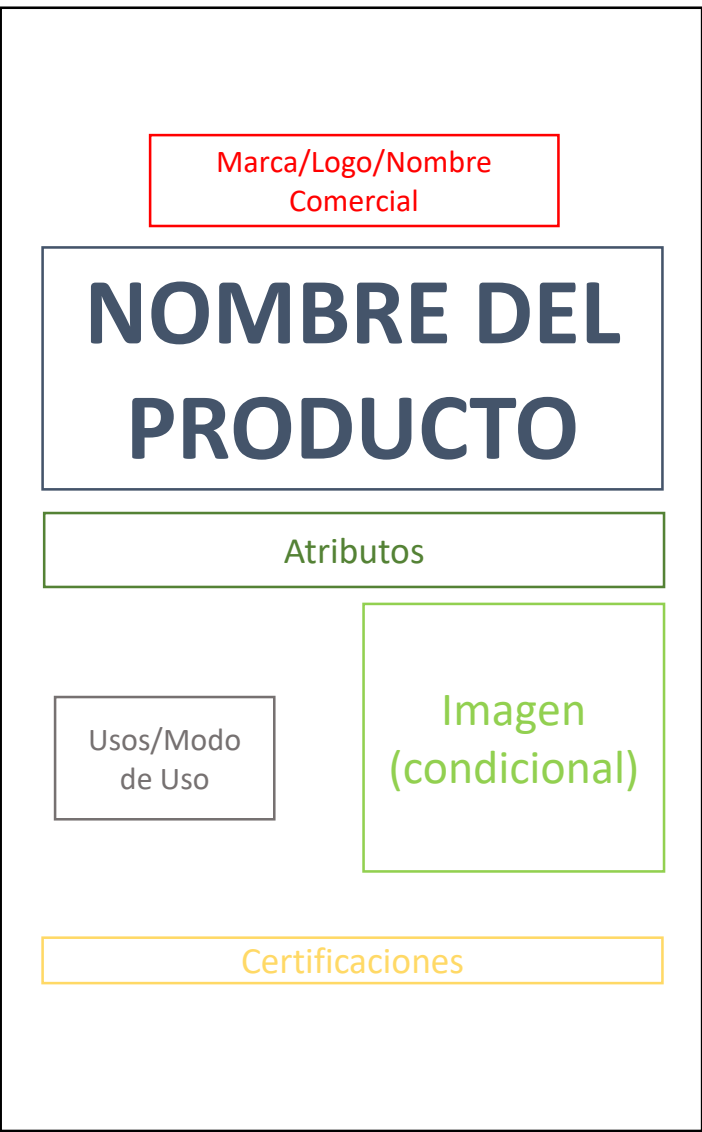 Marca/Logo/Nombre
Comercial
NOMBRE DEL
PRODUCTO
Atributos
Usos/Modo
de Uso
Imagen
(condicional)
Certificaciones